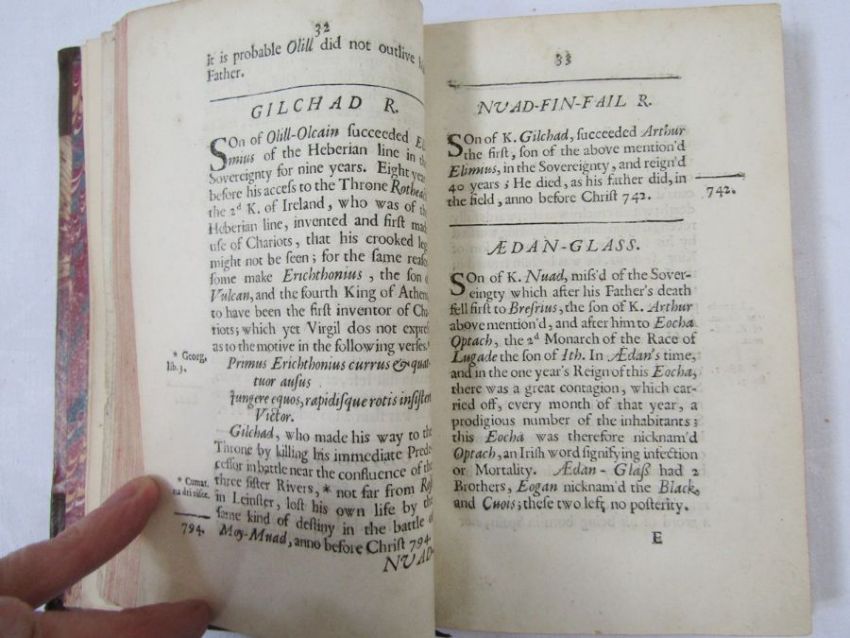 32
it is probable Olill did not outlive
Father.
GILCHAD R.
SOn of Olill-Olcain succeeded
of the Heberian line in
Sovereignty for nine years. Eight
before his access to the Throne
the 2d K. of Ireland, who was of
Heberian line, invented and first
use of Chariots, that his crooked
might not be seen; for the same
some make Erichthonius, the son
Vulcan, and the fourth King of
to have been the first inventor of
riots; which yet Virgil dos not
as to the motive in the following verses.
* Georg.
lib. 3.
Primus Erichthonius currus & quat-
tuor ausus
Jungere equos, rapidisque rotis
Victor.
Gilchad, who made his way to the
Throne by killing his immediate Prede-
cessor in battle near the confluence of the
three sister Rivers, * not far from
* Cumar.
in Leinster, lost his own life by the
same kind of destiny in the battle of
794.
Moy-Muad, anno before Christ 794.
NUAD-
33
NUAD-FIN-FAIL R.
SOn of K. Gilchad, succeeded Arthur
the first, son of the above mention'd
Elimus, in the Sovereignty, and reign'd
40 years; He died, as his father did, in
the field, anno before Christ 742.
742.
ÆDAN-GLASS.
SOn of K. Nuad, miss'd of the Sover-
eingty which after his Father's death
fell first to Bresrius, the son of K. Arthur
above mention'd, and after him to Eocha
Optach, the 2d Monarch of the Race of
Lugade the son of Ith. In Ædan's time,
and in the one year's Reign of this Eocha,
there was a great contagion, which car-
ried off, every month of that year, a
prodigious number of the inhabitants;
this Eocha was therefore nicknam'd
Optach, an Irish word signifying infection
or Mortality. Ædan-Glaß had 2
Brothers, Eogan nicknam'd the Black,
and Cuois; these two left no posterity.
E